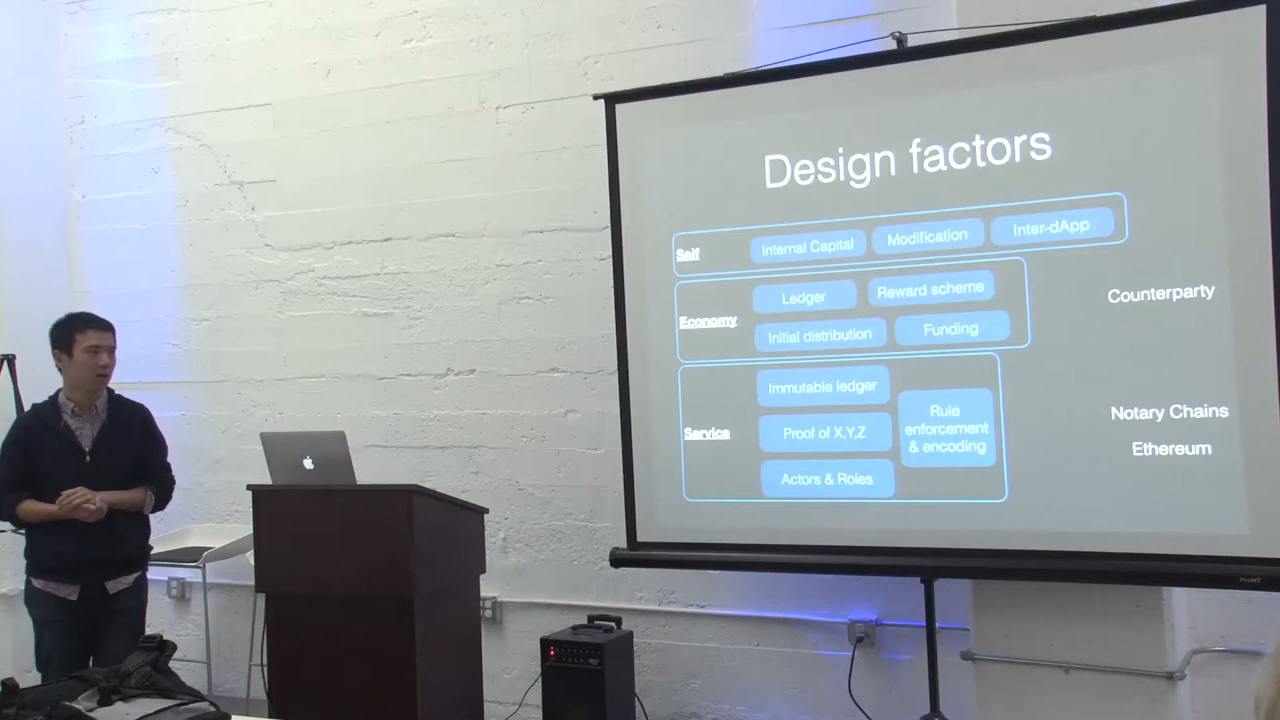 Design factors
Self
Internal Capital
Modification
Inter-dApp
Economy
Ledger
Reward scheme
Initial distribution
Funding
Counterparty
Service
Immutable ledger
Proof of X,Y,Z
Actors & Roles
Rule
enforcement
& encoding
Notary Chains
Ethereum